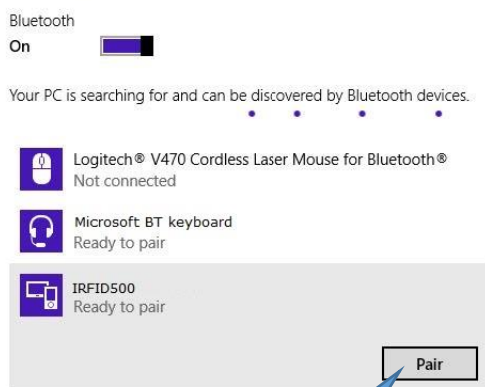 Bluetooth
On
Your PC is searching for and can be discovered by Bluetooth devices.
Logitech® V470 Cordless Laser Mouse for Bluetooth®
Not connected
Microsoft BT keyboard
Ready to pair
IRFID500
Ready to pair
Pair